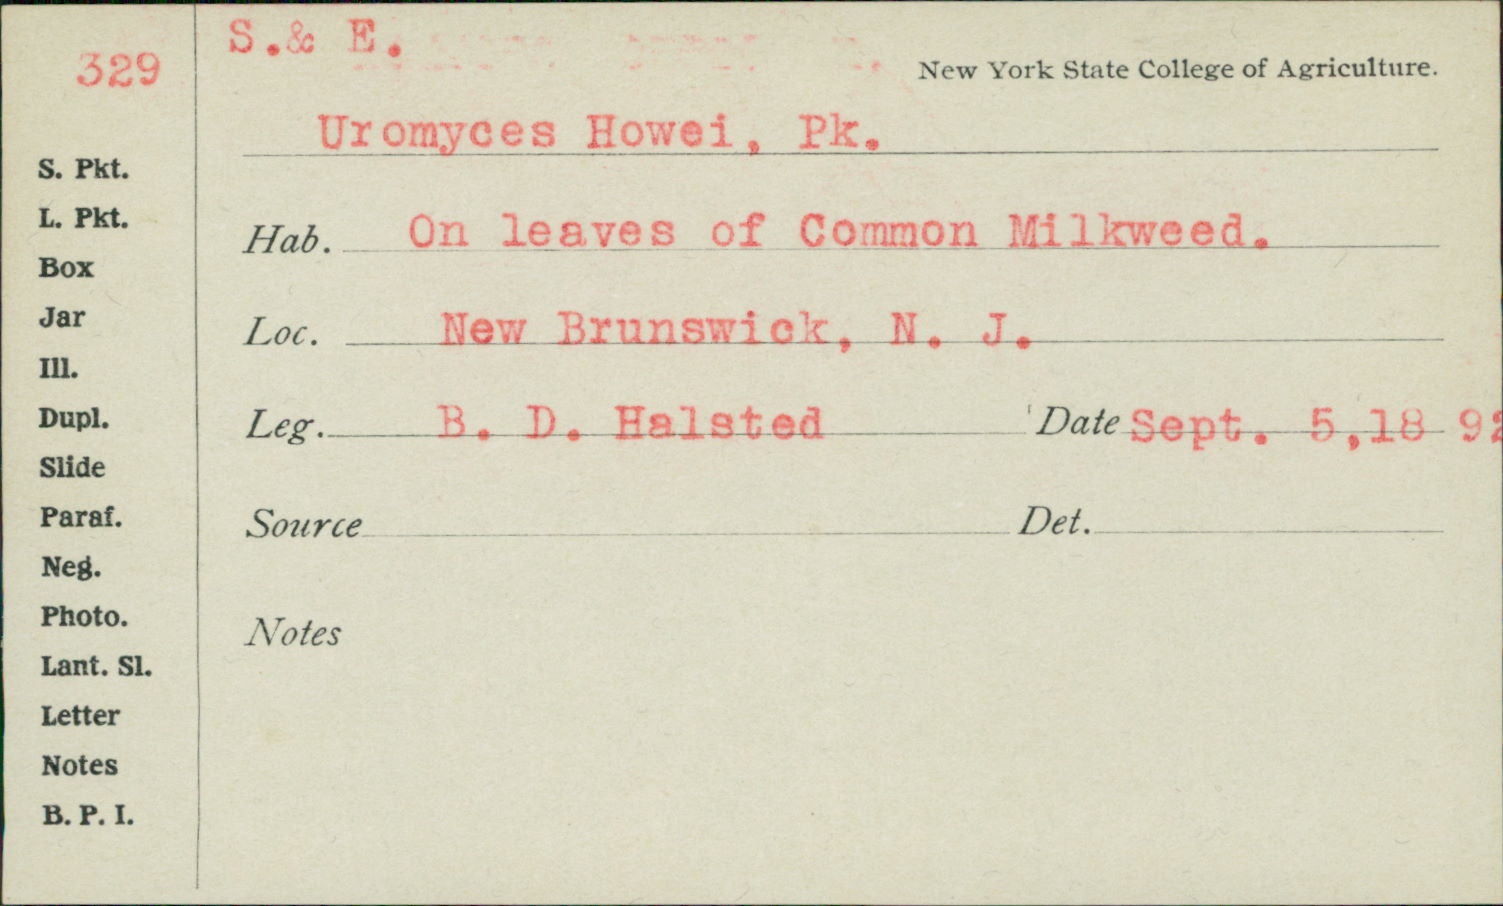 329
S.& E.
New York State College of Agriculture.
Uromyces Howei, Pk.
S. Pkt.
L. Pkt.
Box
Jar
Ill.
Dupl.
Slide
Paraf.
Neg.
Photo.
Lant. Sl.
Letter
Notes
B. P. I.
Hab. On leaves of Common Milkweed.
Loc. New Brunswick, N. J.
Leg. B. D. Halsted Date Sept. 5,18 92
Source Det.
Notes